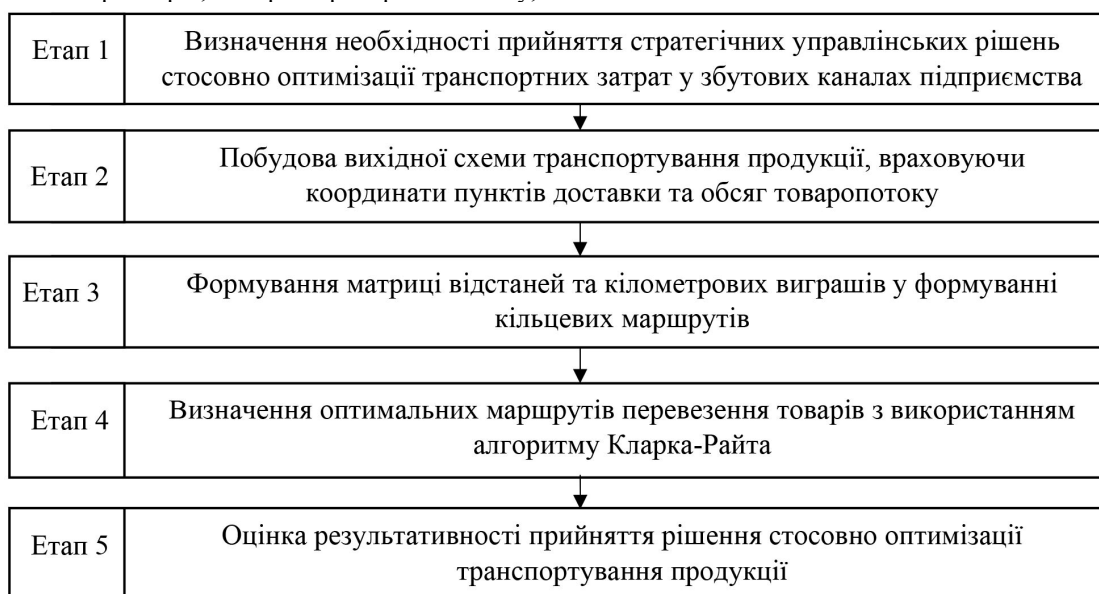 Етап 1
Визначення необхідності прийняття стратегічних управлінських рішень
стосовно оптимізації транспортних затрат у збутових каналах підприємства
Етап 2
Побудова вихідної схеми транспортування продукції, враховуючи
координати пунктів доставки та обсяг товаропотоку
Етап 3
Формування матриці відстаней та кілометрових виграшів у формуванні
кільцевих маршрутів
Етап 4
Визначення оптимальних маршрутів перевезення товарів з використанням
алгоритму Кларка-Райта
Етап 5
Оцінка результативності прийняття рішення стосовно оптимізації
транспортування продукції